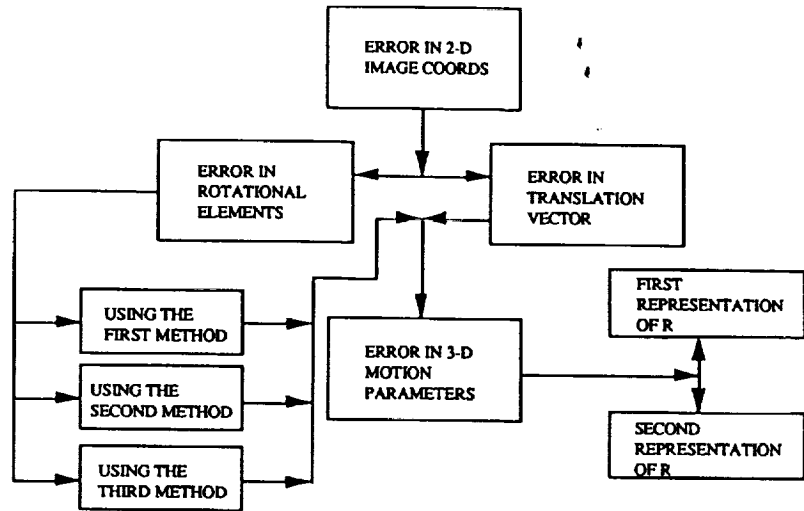 ERROR IN 2-D
IMAGE COORDS
ERROR IN
ROTATIONAL
ELEMENTS
ERROR IN
TRANSLATION
VECTOR
USING THE
FIRST METHOD
USING THE
SECOND METHOD
USING THE
THIRD METHOD
ERROR IN 3-D
MOTION
PARAMETERS
FIRST
REPRESENTATION
OF R
SECOND
REPRESENTATION
OF R